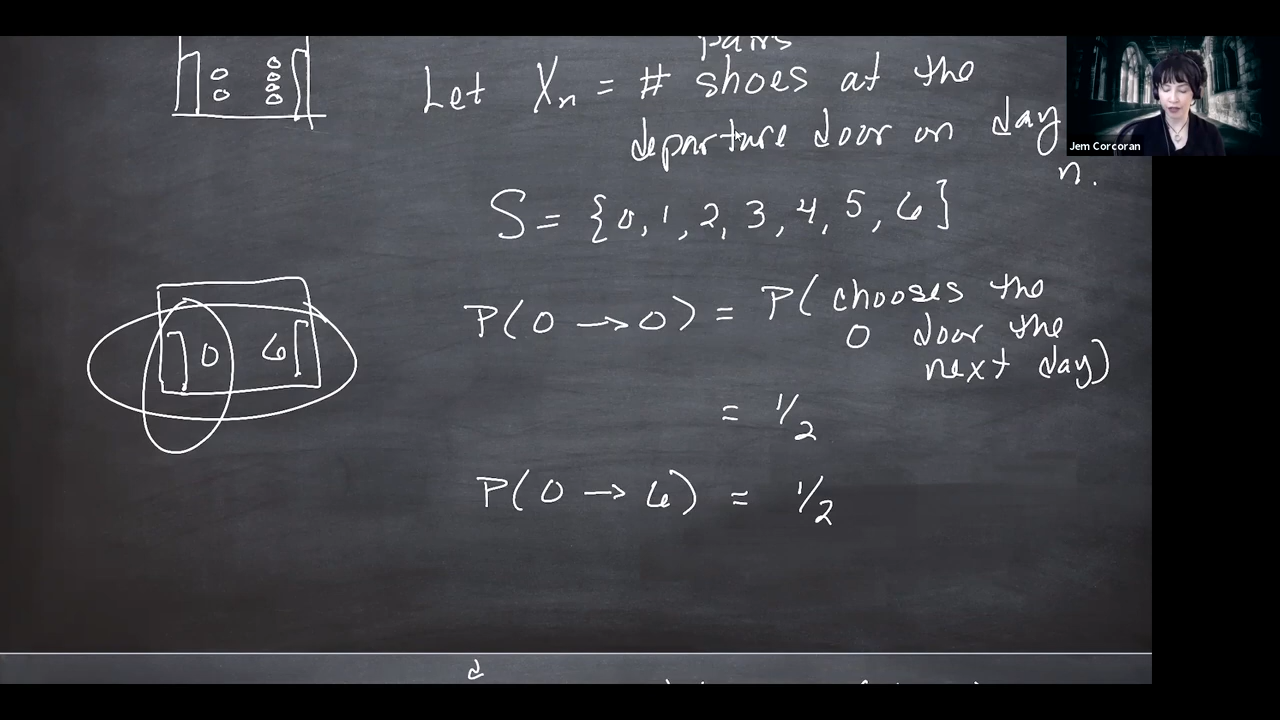 pairs
Let Xn = # shoes at the
departure door on day
n.
Jem Corcoran
S = {0, 1, 2, 3, 4, 5, 6}
P(0 → 0) = P( chooses the
0 door the
next day)
0 6
= 1/2
P(0 → 6) = 1/2